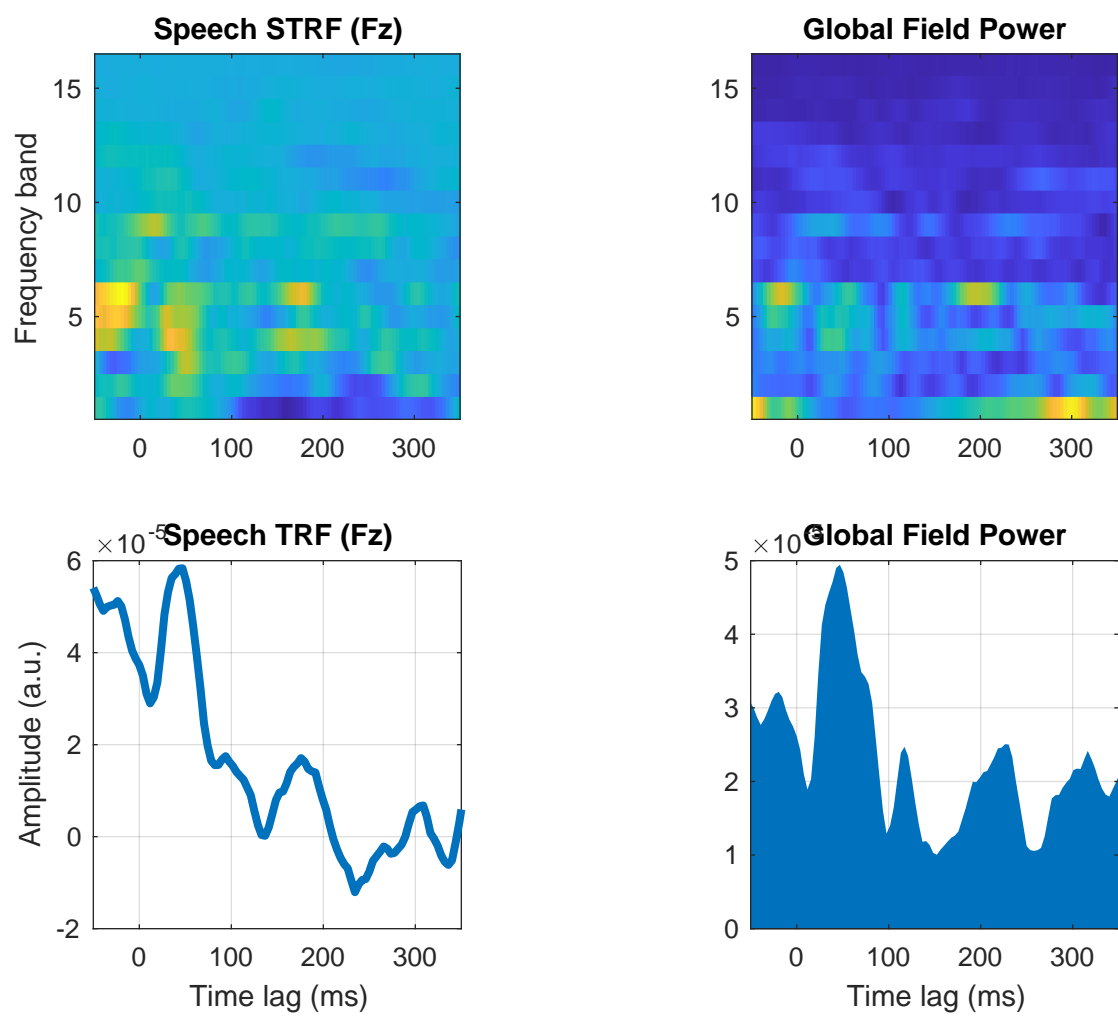 Speech STRF (Fz)
Frequency band
15
10
5
0 100 200 300
Global Field Power
15
10
5
0 100 200 300
Speech TRF (Fz)
×10^-5
Amplitude (a.u.)
6
4
2
0
-2
0 100 200 300
Time lag (ms)
Global Field Power
×10^-5
5
4
3
2
1
0
0 100 200 300
Time lag (ms)